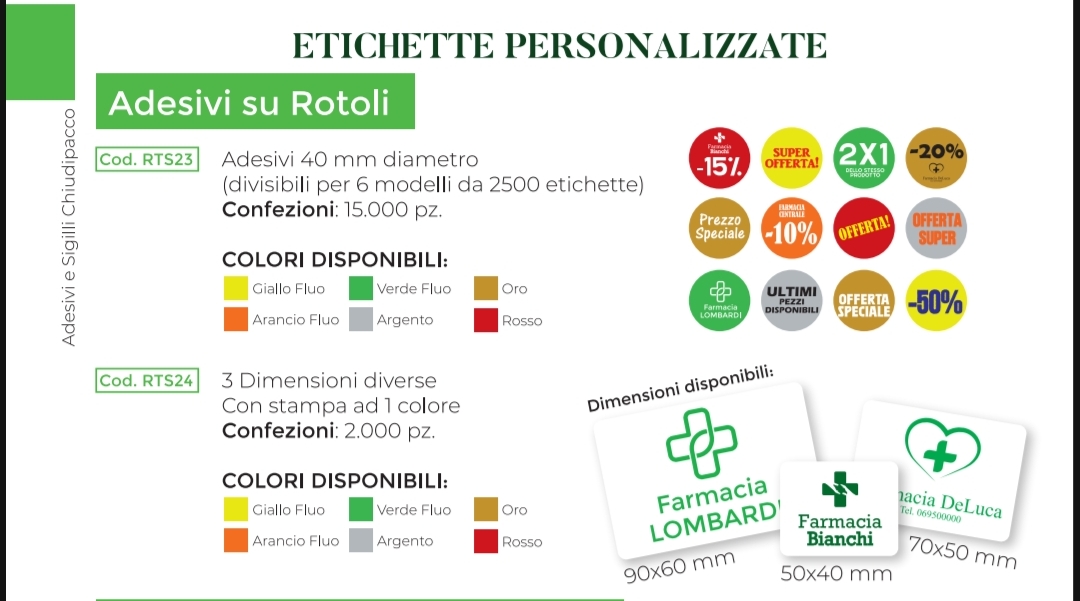 ETICHETTE PERSONALIZZATE
Adesivi e Sigilli Chiudipacco
Adesivi su Rotoli
Cod. RTS23
Adesivi 40 mm diametro
(divisibili per 6 modelli da 2500 etichette)
Confezioni: 15.000 pz.
COLORI DISPONIBILI:
Giallo Fluo Verde Fluo Oro
Arancio Fluo Argento Rosso
Farmacia
Bianchi
-15%
SUPER
OFFERTA!
2X1
DELLO STESSO
PRODOTTO
-20%
Prezzo
Speciale
FARMACIA
CENTRALE
-10%
OFFERTA!
OFFERTA
SUPER
Farmacia
LOMBARDI
ULTIMI
PEZZI
DISPONIBILI
OFFERTA
SPECIALE
-50%
Cod. RTS24
3 Dimensioni diverse
Con stampa ad 1 colore
Confezioni: 2.000 pz.
COLORI DISPONIBILI:
Giallo Fluo Verde Fluo Oro
Arancio Fluo Argento Rosso
Dimensioni disponibili:
Farmacia
LOMBARDI
90x60 mm
Farmacia
Bianchi
50x40 mm
macia DeLuca
Tel. 069500000
70x50 mm